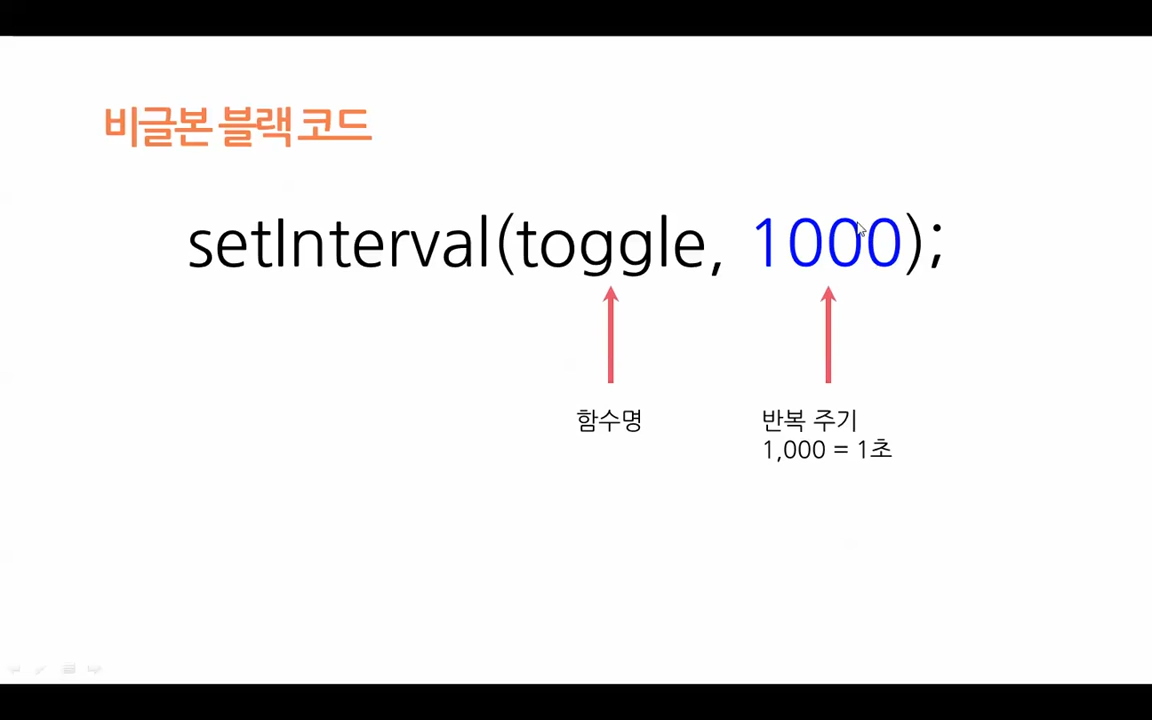 비글본 블랙 코드
setInterval(toggle, 1000);
함수명
반복 주기
1,000 = 1초